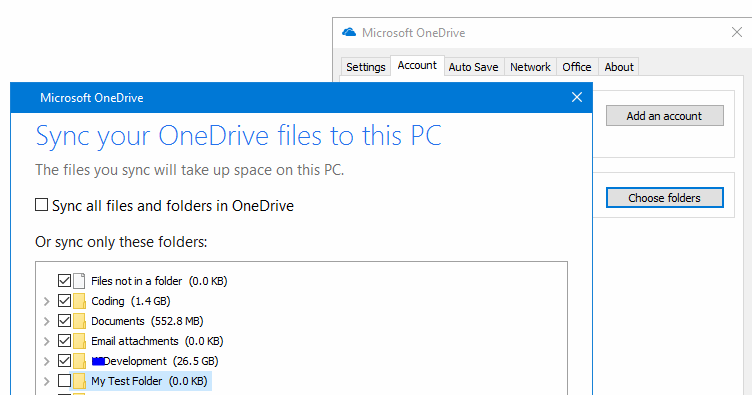 Microsoft OneDrive
Settings Account Auto Save Network Office About
Add an account
Choose folders
Microsoft OneDrive
Sync your OneDrive files to this PC
The files you sync will take up space on this PC.
Sync all files and folders in OneDrive
Or sync only these folders:
Files not in a folder (0.0 KB)
Coding (1.4 GB)
Documents (552.8 MB)
Email attachments (0.0 KB)
Development (26.5 GB)
My Test Folder (0.0 KB)